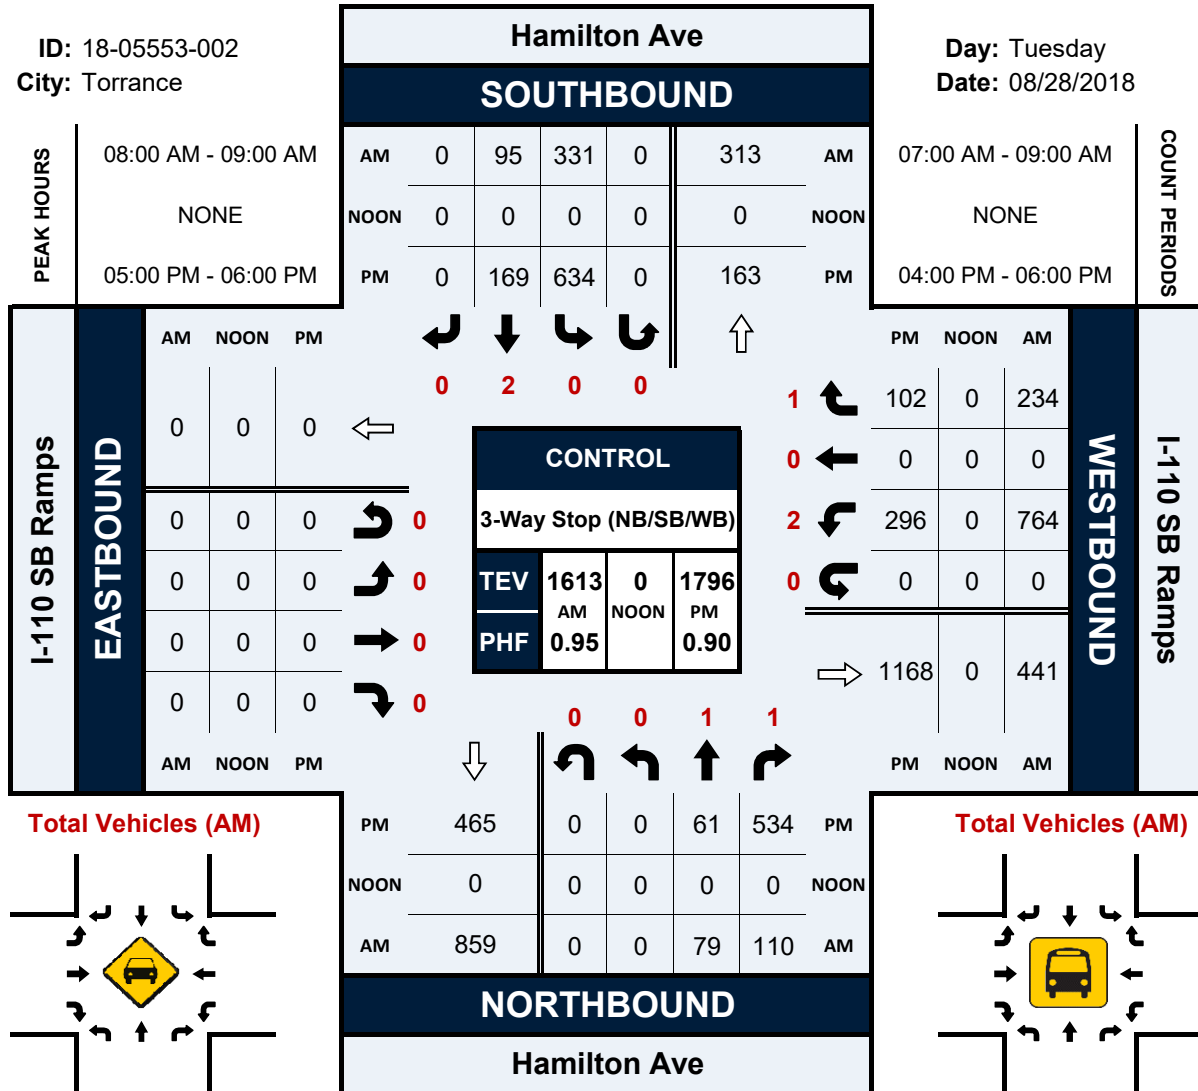 ID: 18-05553-002
City: Torrance
Hamilton Ave
SOUTHBOUND
Day: Tuesday
Date: 08/28/2018
PEAK HOURS
08:00 AM - 09:00 AM
NONE
05:00 PM - 06:00 PM
AM 0 95 331 0 313 AM
NOON 0 0 0 0 0 NOON
PM 0 169 634 0 163 PM
07:00 AM - 09:00 AM
NONE
04:00 PM - 06:00 PM
COUNT PERIODS
0 2 0 0
I-110 SB Ramps
EASTBOUND
AM NOON PM
0 0 0
0 0 0 0
0 0 0 0
0 0 0 0
0 0 0 0
AM NOON PM
CONTROL
3-Way Stop (NB/SB/WB)
TEV 1613 0 1796
AM NOON PM
PHF 0.95 0.90
PM NOON AM
1 102 0 234
0 0 0 0
2 296 0 764
0 0 0 0
1168 0 441
PM NOON AM
WESTBOUND
I-110 SB Ramps
0 0 1 1
PM 465 0 0 61 534 PM
NOON 0 0 0 0 0 NOON
AM 859 0 0 79 110 AM
NORTHBOUND
Hamilton Ave
Total Vehicles (AM)
Total Vehicles (AM)